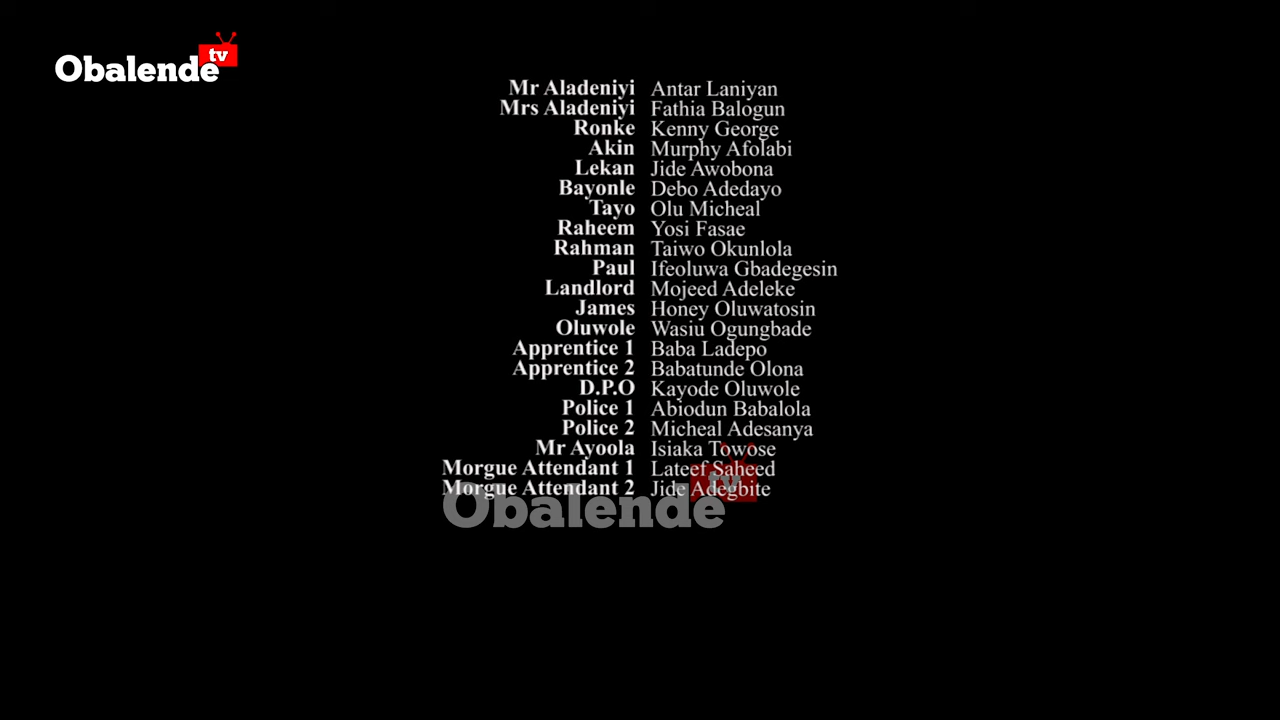 Obalende tv
Mr Aladeniyi Antar Laniyan
Mrs Aladeniyi Fathia Balogun
Ronke Kenny George
Akin Murphy Afolabi
Lekan Jide Awobona
Bayonle Debo Adedayo
Tayo Olu Micheal
Raheem Yosi Fasae
Rahman Taiwo Okunlola
Paul Ifeoluwa Gbadegesin
Landlord Mojeed Adeleke
James Honey Oluwatosin
Oluwole Wasiu Ogungbade
Apprentice 1 Baba Ladepo
Apprentice 2 Babatunde Olona
D.P.O Kayode Oluwole
Police 1 Abiodun Babalola
Police 2 Micheal Adesanya
Mr Ayoola Isiaka Towose
Morgue Attendant 1 Lateef Saheed
Morgue Attendant 2 Jide Adegbite
Obalende tv